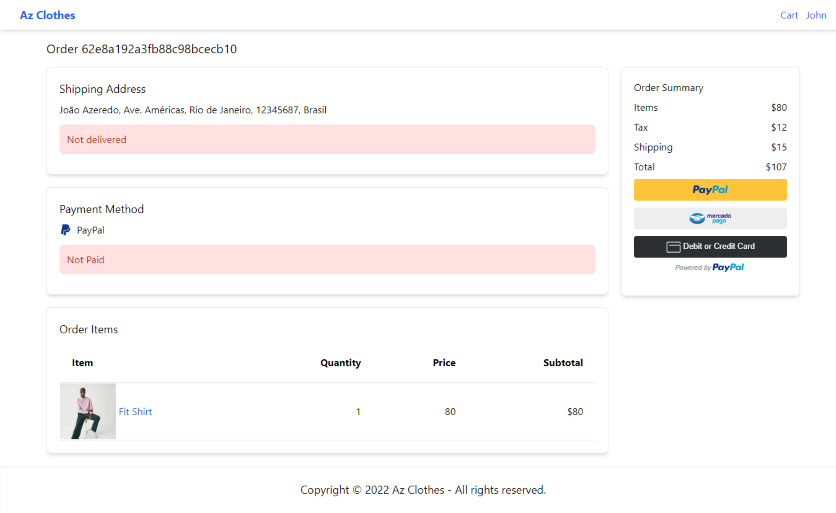 Az Clothes
Cart John
Order 62e8a192a3fb88c98bcecb10
Shipping Address
João Azeredo, Ave. Américas, Rio de Janeiro, 12345687, Brasil
Not delivered
Payment Method
PayPal
Not Paid
Order Items
Item Quantity Price Subtotal
Fit Shirt 1 80 $80
Order Summary
Items $80
Tax $12
Shipping $15
Total $107
PayPal
mercado
pago
Debit or Credit Card
Powered by PayPal
Copyright © 2022 Az Clothes - All rights reserved.